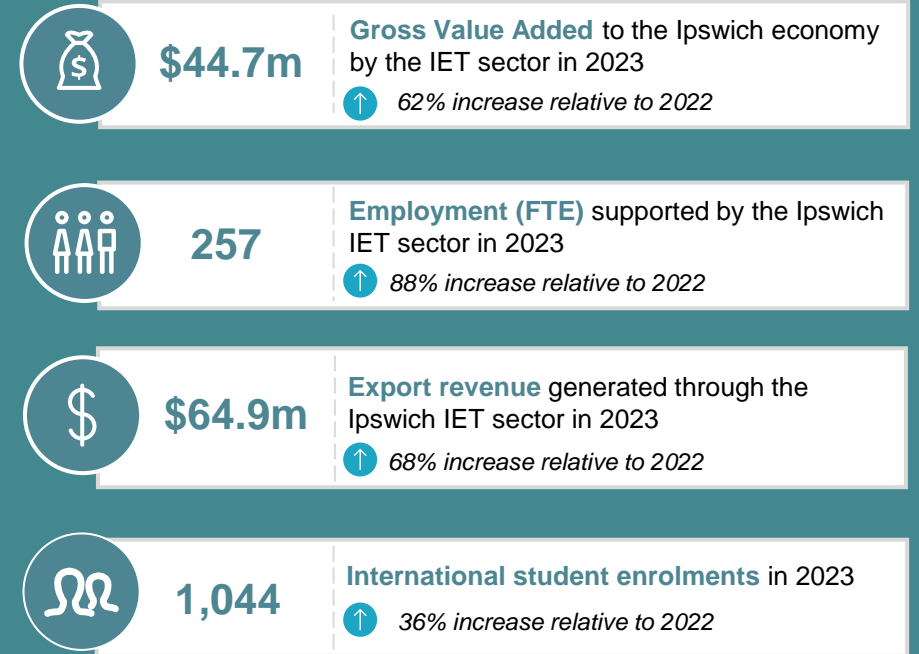 $44.7m
Gross Value Added to the Ipswich economy
by the IET sector in 2023
62% increase relative to 2022
257
Employment (FTE) supported by the Ipswich
IET sector in 2023
88% increase relative to 2022
$64.9m
Export revenue generated through the
Ipswich IET sector in 2023
68% increase relative to 2022
1,044
International student enrolments in 2023
36% increase relative to 2022